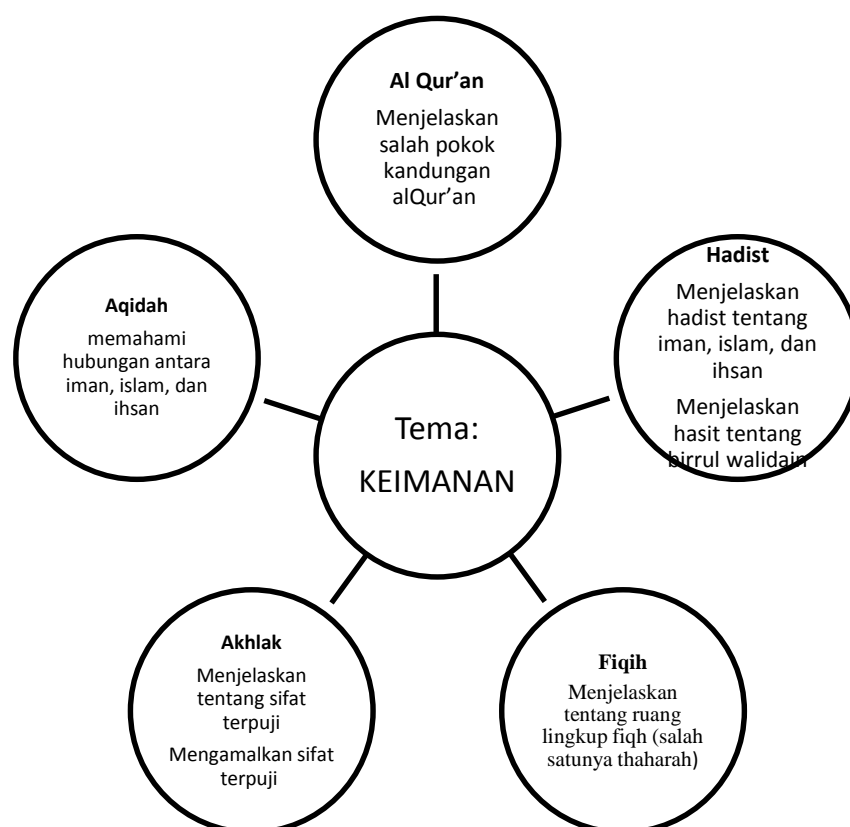 Al Qur’an
Menjelaskan
salah pokok
kandungan
alQur’an
Hadist
Menjelaskan
hadist tentang
iman, islam, dan
ihsan
Menjelaskan
hasit tentang
birrul walidain
Aqidah
memahami
hubungan antara
iman, islam, dan
ihsan
Tema:
KEIMANAN
Akhlak
Menjelaskan
tentang sifat
terpuji
Mengamalkan sifat
terpuji
Fiqih
Menjelaskan
tentang ruang
lingkup fiqh (salah
satunya thaharah)